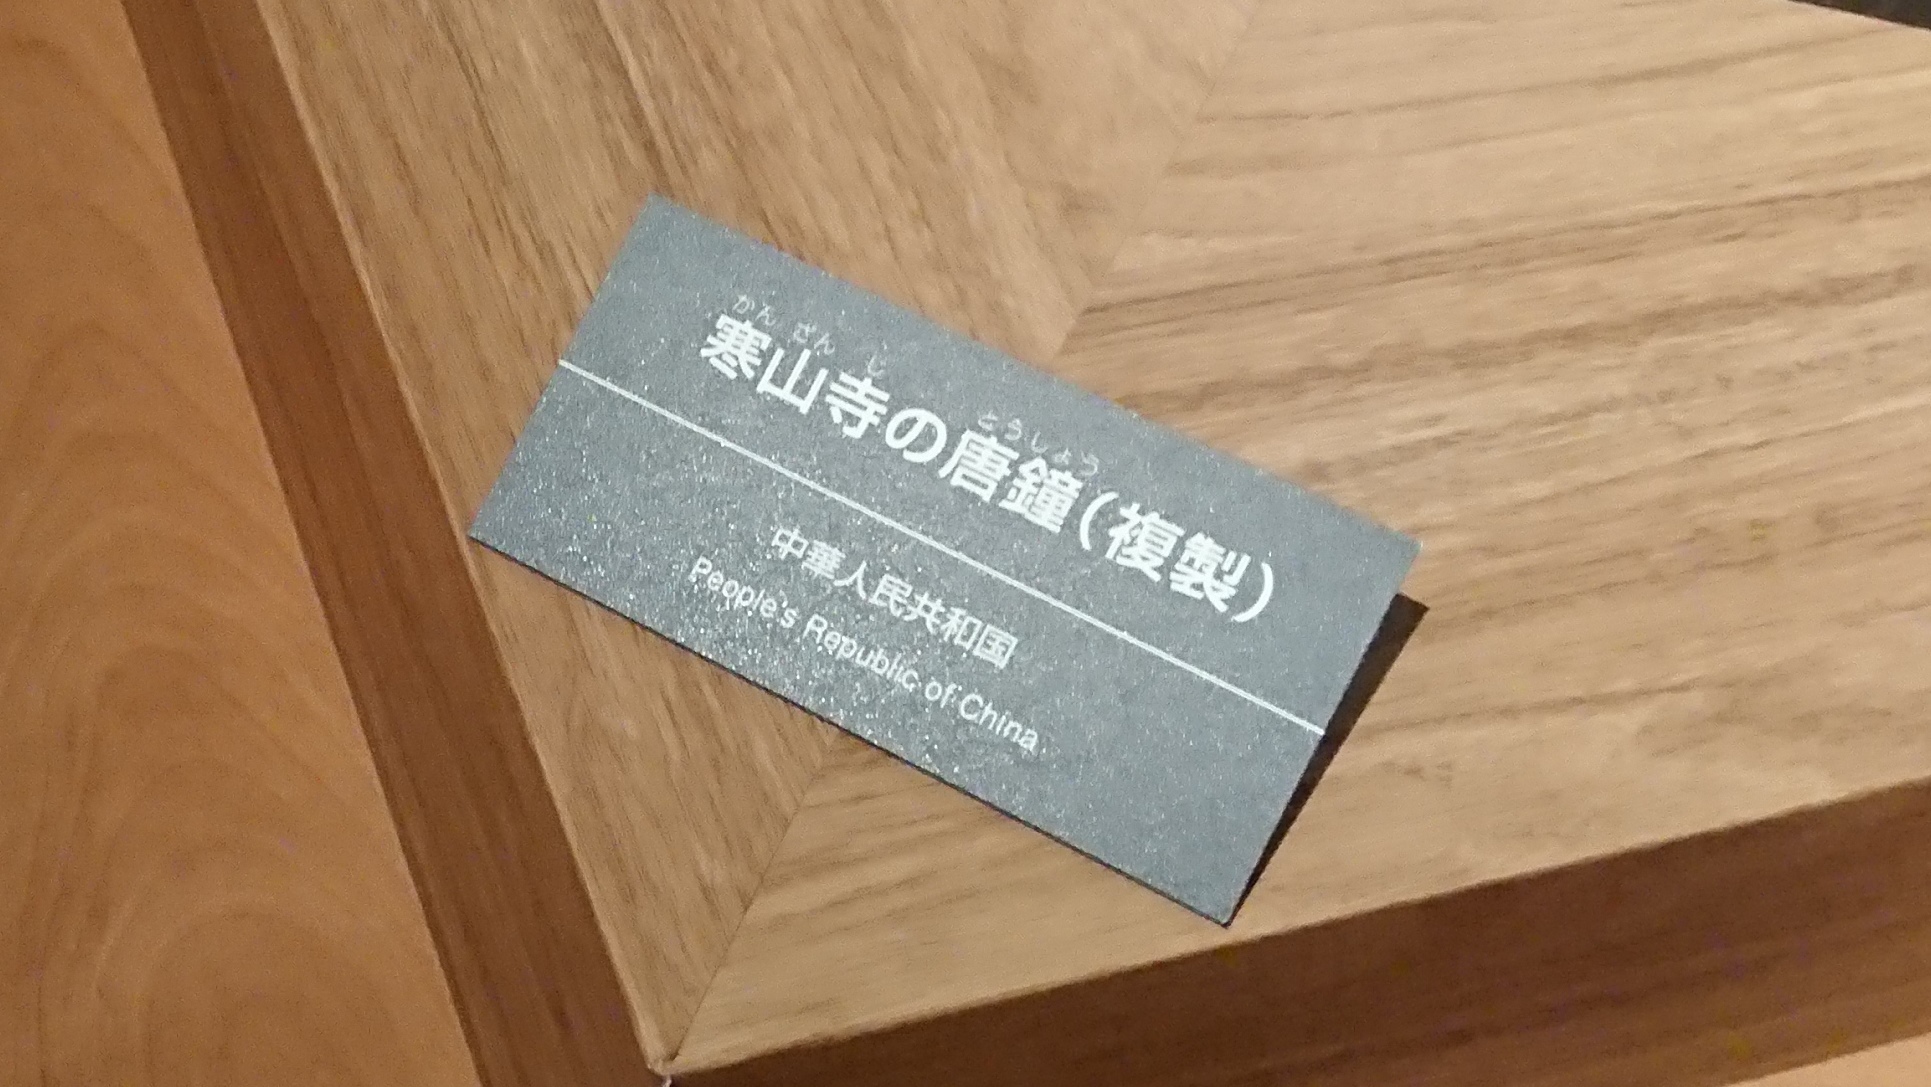 かんざんじ とうしょう
寒山寺の唐鐘(複製)
中華人民共和国
People's Republic of China